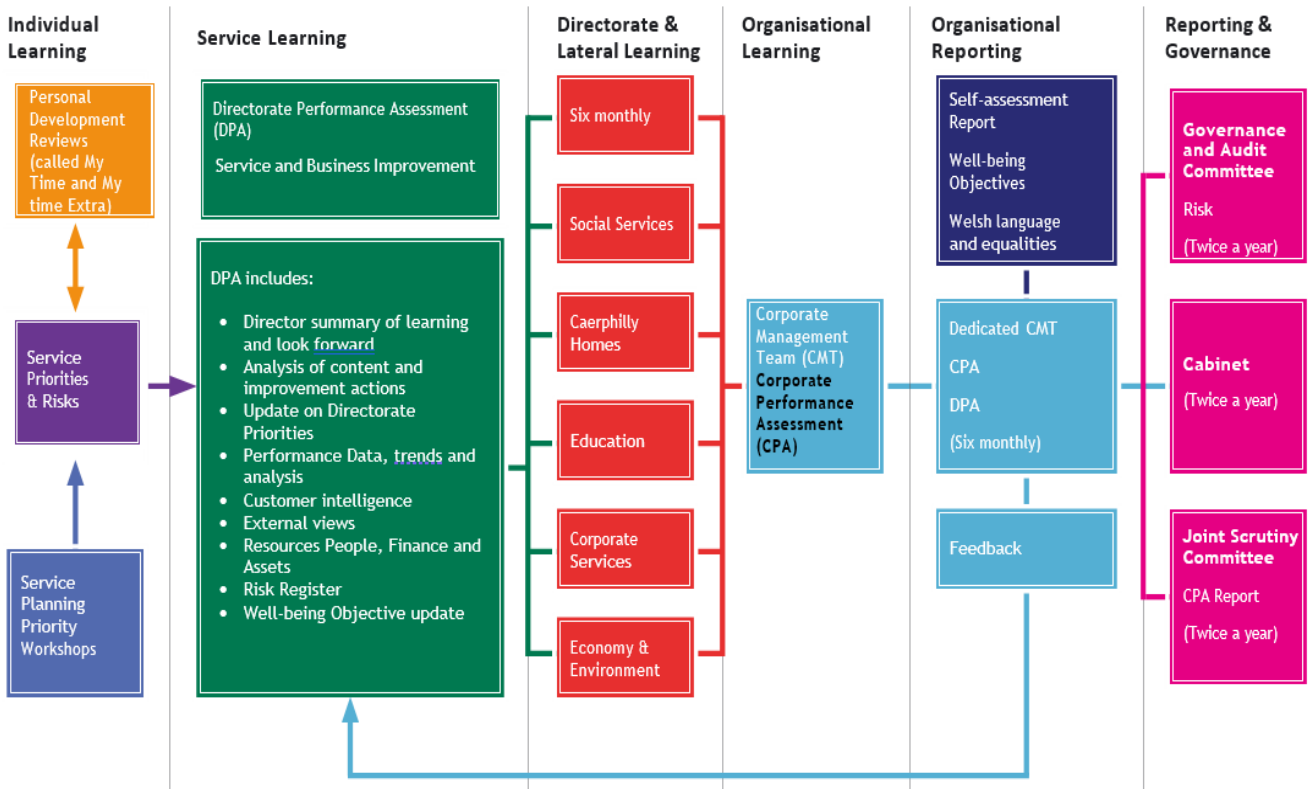 Individual
Learning
Personal
Development
Reviews
(called My
Time and My
time Extra)
Service
Priorities
& Risks
Service
Planning
Priority
Workshops
Service Learning
Directorate Performance Assessment
(DPA)
Service and Business Improvement
DPA includes:
• Director summary of learning
and look forward
• Analysis of content and
improvement actions
• Update on Directorate
Priorities
• Performance Data, trends and
analysis
• Customer intelligence
• External views
• Resources People, Finance and
Assets
• Risk Register
• Well-being Objective update
Directorate &
Lateral Learning
Six monthly
Social Services
Caerphilly
Homes
Education
Corporate
Services
Economy &
Environment
Organisational
Learning
Corporate
Management
Team (CMT)
Corporate
Performance
Assessment
(CPA)
Organisational
Reporting
Self-assessment
Report
Well-being
Objectives
Welsh language
and equalities
Dedicated CMT
CPA
DPA
(Six monthly)
Feedback
Reporting &
Governance
Governance
and Audit
Committee
Risk
(Twice a year)
Cabinet
(Twice a year)
Joint Scrutiny
Committee
CPA Report
(Twice a year)